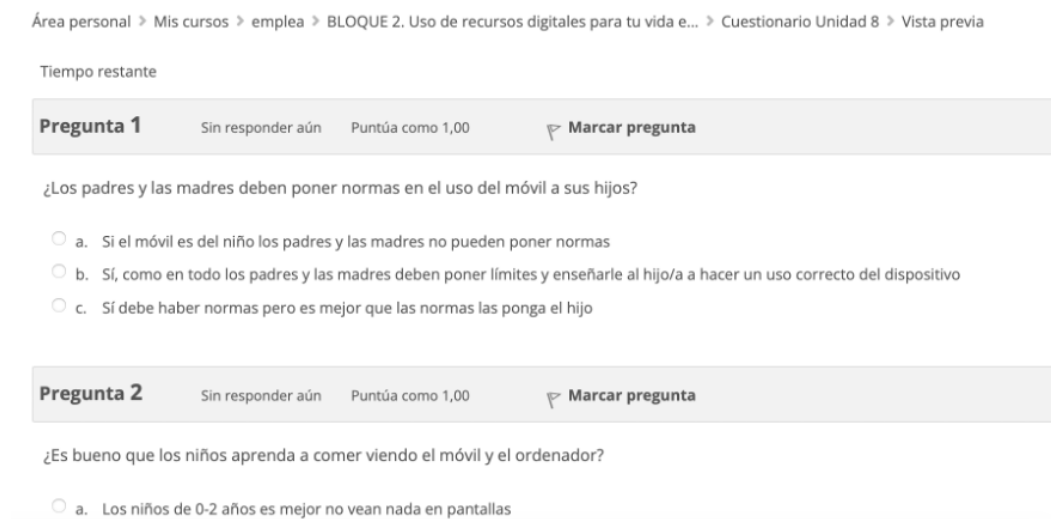 Área personal > Mis cursos > emplea > BLOQUE 2. Uso de recursos digitales para tu vida e... > Cuestionario Unidad 8 > Vista previa
Tiempo restante
Pregunta 1 Sin responder aún Puntúa como 1,00 Marcar pregunta
¿Los padres y las madres deben poner normas en el uso del móvil a sus hijos?
a. Si el móvil es del niño los padres y las madres no pueden poner normas
b. Sí, como en todo los padres y las madres deben poner límites y enseñarle al hijo/a a hacer un uso correcto del dispositivo
c. Sí debe haber normas pero es mejor que las normas las ponga el hijo
Pregunta 2 Sin responder aún Puntúa como 1,00 Marcar pregunta
¿Es bueno que los niños aprenda a comer viendo el móvil y el ordenador?
a. Los niños de 0-2 años es mejor no vean nada en pantallas